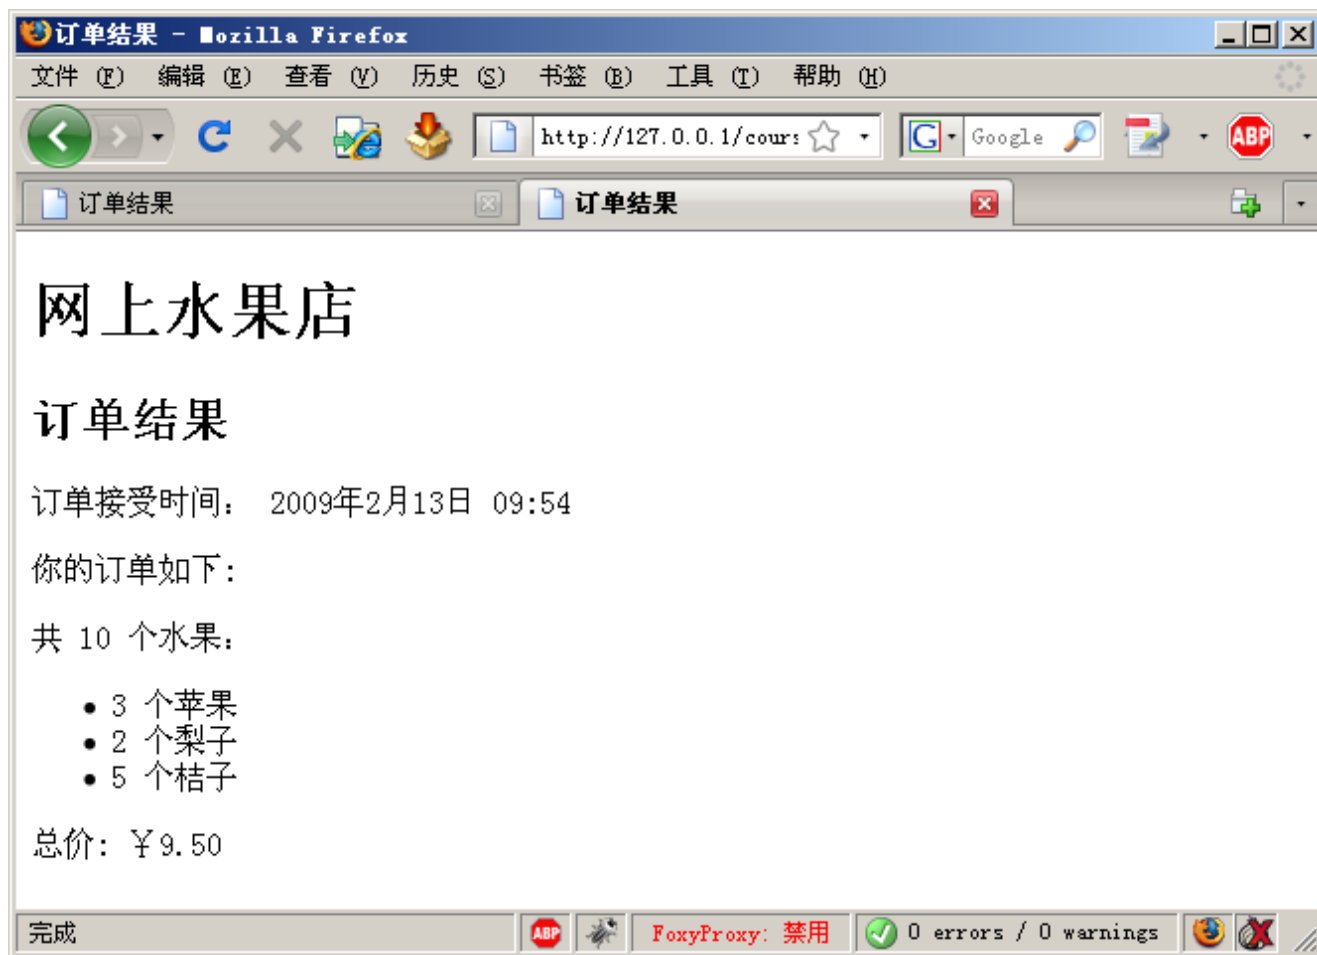 订单结果 - Mozilla Firefox
文件 (F) 编辑 (E) 查看 (V) 历史 (S) 书签 (B) 工具 (T) 帮助 (H)
http://127.0.0.1/cours Google ABP
订单结果 订单结果
网上水果店
订单结果
订单接受时间： 2009年2月13日 09:54
你的订单如下:
共 10 个水果：
3 个苹果
2 个梨子
5 个桔子
总价: ￥9.50
完成 ABP FoxyProxy: 禁用 0 errors / 0 warnings